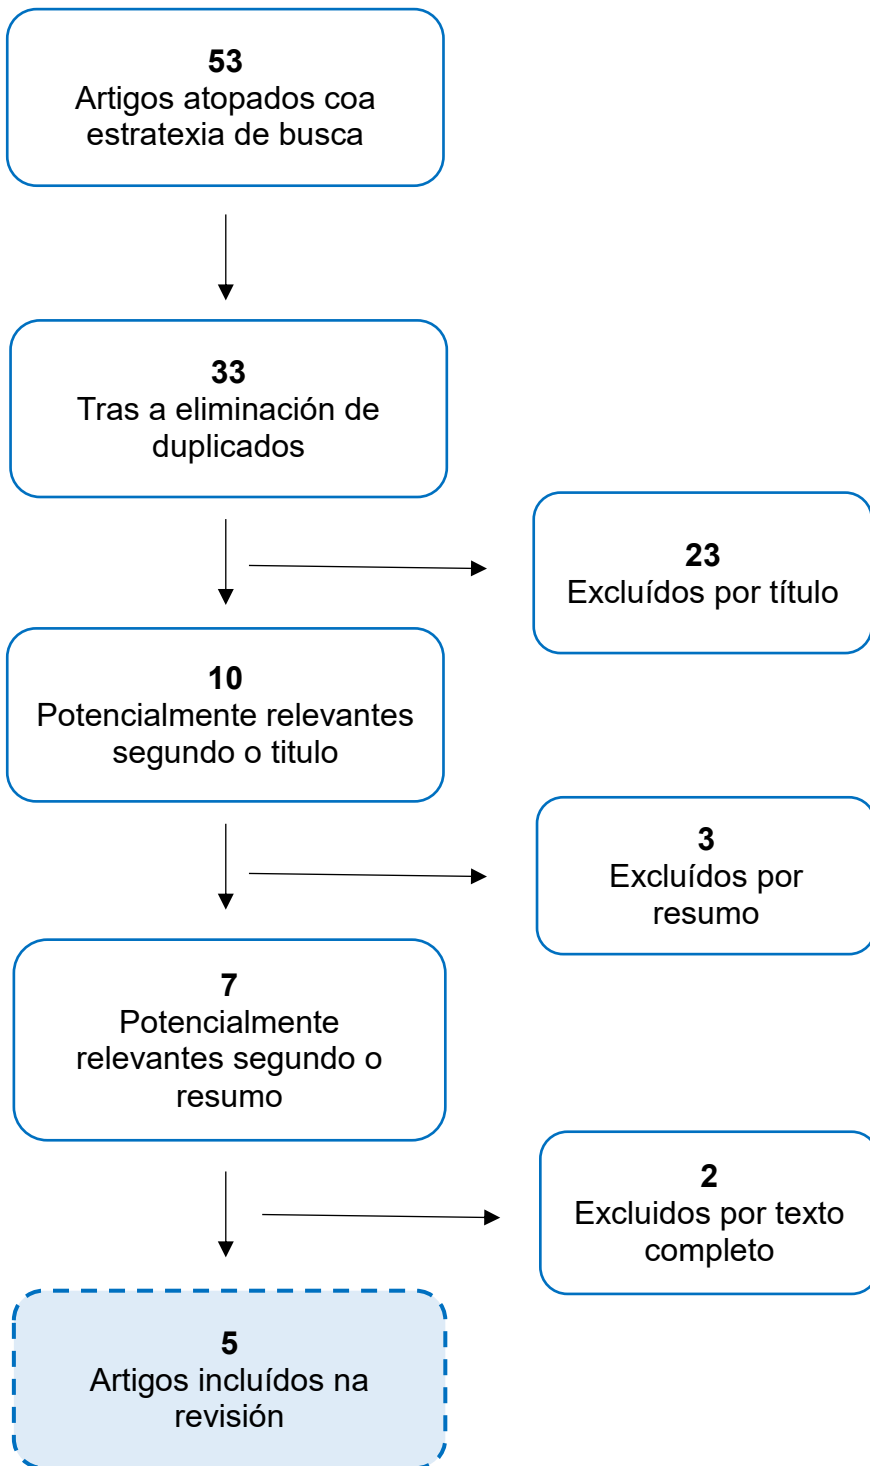 53
Artigos atopados coa
estratexia de busca
33
Tras a eliminación de
duplicados
23
Excluídos por título
10
Potencialmente relevantes
segundo o titulo
3
Excluídos por
resumo
7
Potencialmente
relevantes segundo o
resumo
2
Excluidos por texto
completo
5
Artigos incluídos na
revisión